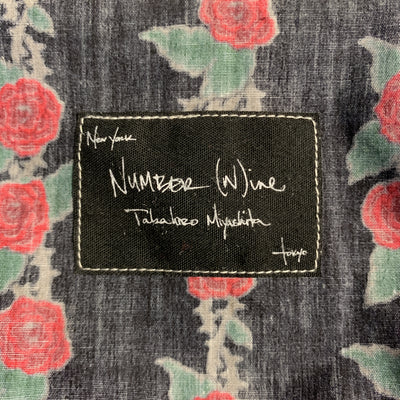 New York
NUMBER (N)ine
Takahiro Miyashita
tokyo